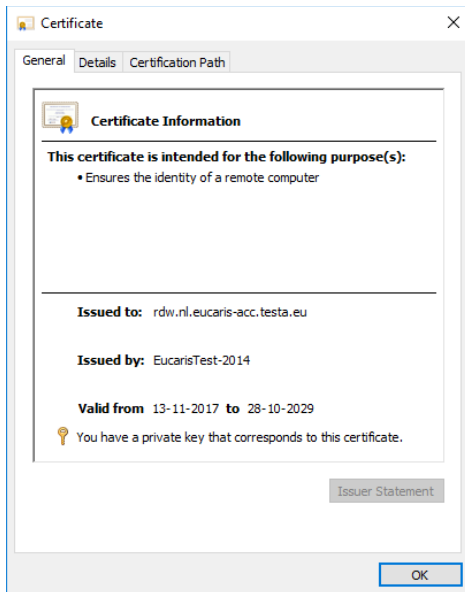 Certificate
General Details Certification Path
Certificate Information
This certificate is intended for the following purpose(s):
• Ensures the identity of a remote computer
Issued to: rdw.nl.eucaris-acc.testa.eu
Issued by: EucarisTest-2014
Valid from 13-11-2017 to 28-10-2029
You have a private key that corresponds to this certificate.
Issuer Statement
OK